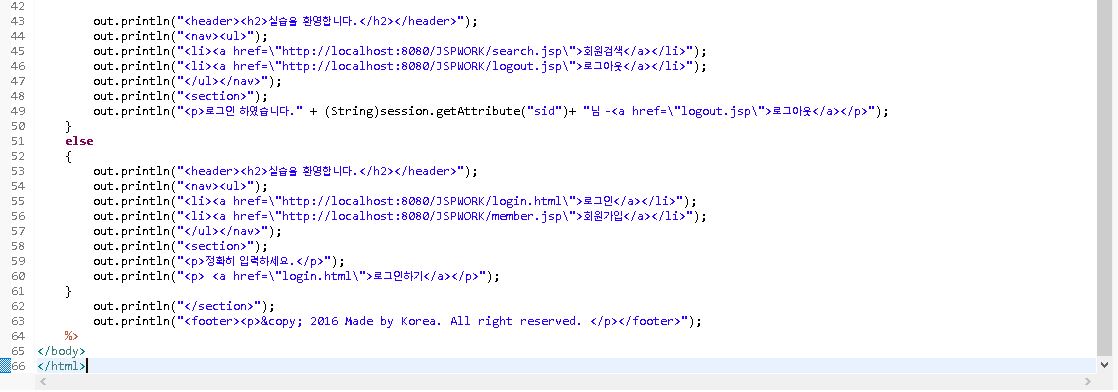 42
43 out.println("<header><h2>실습을 환영합니다.</h2></header>");
44 out.println("<nav><ul>");
45 out.println("<li><a href=\"http://localhost:8080/JSPWORK/search.jsp\">회원검색</a></li>");
46 out.println("<li><a href=\"http://localhost:8080/JSPWORK/logout.jsp\">로그아웃</a></li>");
47 out.println("</ul></nav>");
48 out.println("<section>");
49 out.println("<p>로그인 하였습니다." + (String)session.getAttribute("sid")+ "님 -<a href=\"logout.jsp\">로그아웃</a></p>");
50 }
51 else
52 {
53 out.println("<header><h2>실습을 환영합니다.</h2></header>");
54 out.println("<nav><ul>");
55 out.println("<li><a href=\"http://localhost:8080/JSPWORK/login.html\">로그인</a></li>");
56 out.println("<li><a href=\"http://localhost:8080/JSPWORK/member.jsp\">회원가입</a></li>");
57 out.println("</ul></nav>");
58 out.println("<section>");
59 out.println("<p>정확히 입력하세요.</p>");
60 out.println("<p> <a href=\"login.html\">로그인하기</a></p>");
61 }
62 out.println("</section>");
63 out.println("<footer><p>&copy; 2016 Made by Korea. All right reserved. </p></footer>");
64 %>
65 </body>
66 </html>